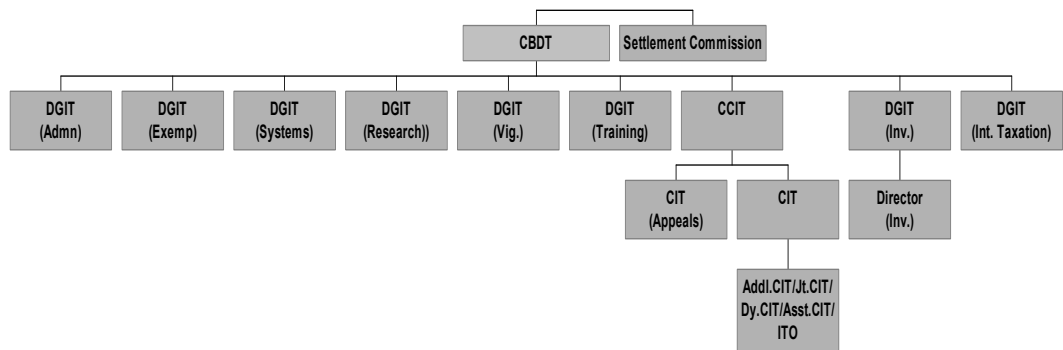 CBDT
Settlement Commission
DGIT
(Admn)
DGIT
(Exemp)
DGIT
(Systems)
DGIT
(Research))
DGIT
(Vig.)
DGIT
(Training)
CCIT
DGIT
(Inv.)
DGIT
(Int. Taxation)
CIT
(Appeals)
CIT
Director
(Inv.)
Addl.CIT/Jt.CIT/
Dy.CIT/Asst.CIT/
ITO